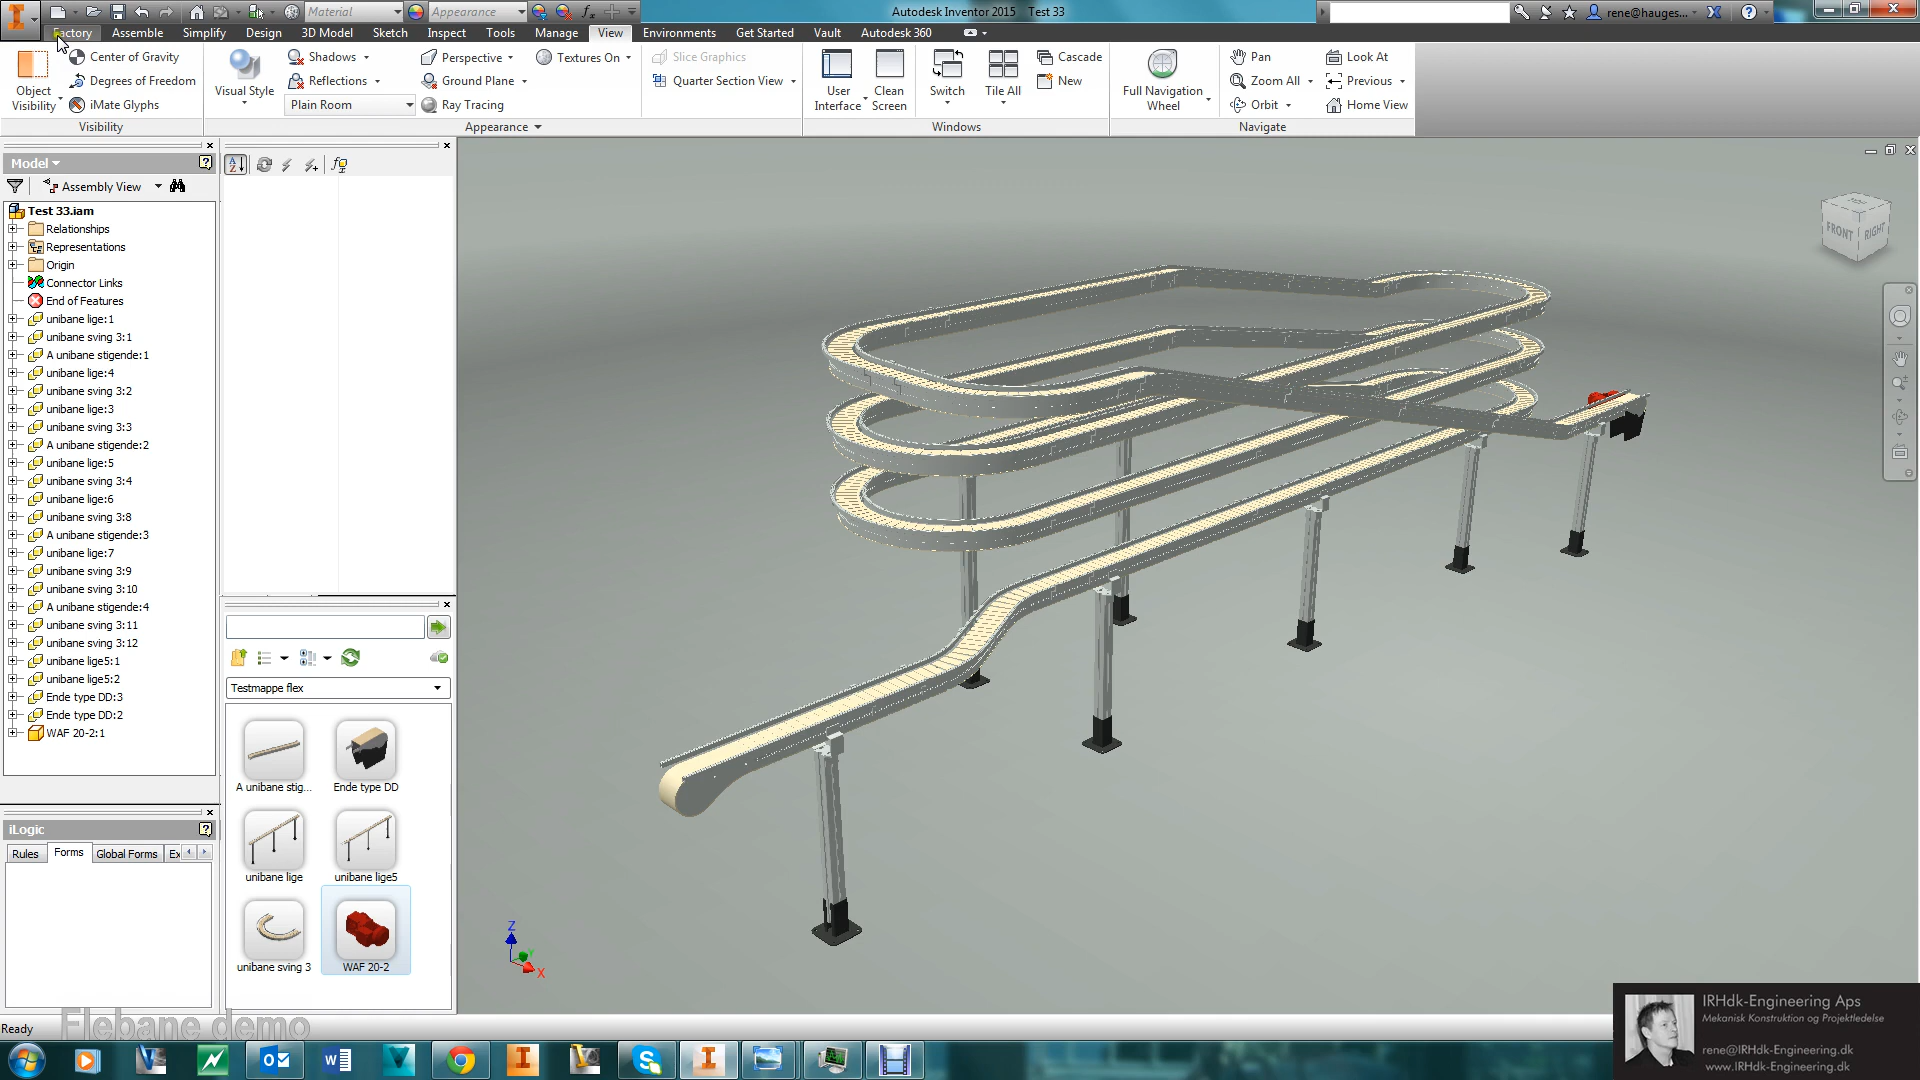 Material
Appearance
Autodesk Inventor 2015 Test 33
rene@hauges...
Factory Assemble Simplify Design 3D Model Sketch Inspect Tools Manage View Environments Get Started Vault Autodesk 360
Object Visibility
Center of Gravity
Degrees of Freedom
iMate Glyphs
Visibility
Visual Style
Shadows
Reflections
Plain Room
Perspective
Ground Plane
Ray Tracing
Textures On
Appearance
Slice Graphics
Quarter Section View
User Interface
Clean Screen
Switch
Tile All
Cascade
New
Windows
Full Navigation Wheel
Pan
Zoom All
Orbit
Look At
Previous
Home View
Navigate
Model
Assembly View
Test 33.iam
Relationships
Representations
Origin
Connector Links
End of Features
unibane lige:1
unibane sving 3:1
A unibane stigende:1
unibane lige:4
unibane sving 3:2
unibane lige:3
unibane sving 3:3
A unibane stigende:2
unibane lige:5
unibane sving 3:4
unibane lige:6
unibane sving 3:8
A unibane stigende:3
unibane lige:7
unibane sving 3:9
unibane sving 3:10
A unibane stigende:4
unibane sving 3:11
unibane sving 3:12
unibane lige5:1
unibane lige5:2
Ende type DD:3
Ende type DD:2
WAF 20-2:1
iLogic
Rules Forms Global Forms Ex
Testmappe flex
A unibane stig...
Ende type DD
unibane lige
unibane lige5
unibane sving 3
WAF 20-2
FRONT RIGHT
Z
X
Ready
Flebane demo
IRHdk-Engineering Aps
Mekanisk Konstruktion og Projektledelse
rene@IRHdk-Engineering.dk
www.IRHdk-Engineering.dk